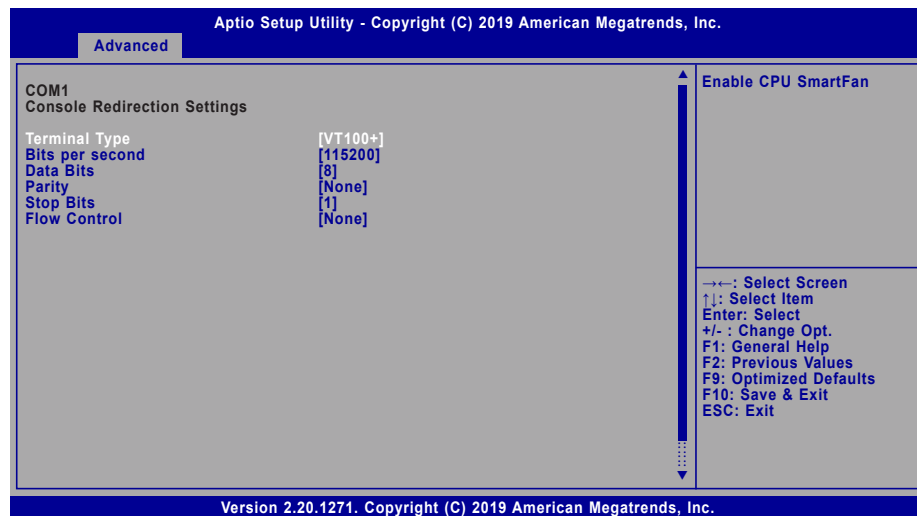 Aptio Setup Utility - Copyright (C) 2019 American Megatrends, Inc.
Advanced
COM1
Console Redirection Settings
Terminal Type [VT100+]
Bits per second [115200]
Data Bits [8]
Parity [None]
Stop Bits [1]
Flow Control [None]
Enable CPU SmartFan
→←: Select Screen
↑↓: Select Item
Enter: Select
+/- : Change Opt.
F1: General Help
F2: Previous Values
F9: Optimized Defaults
F10: Save & Exit
ESC: Exit
Version 2.20.1271. Copyright (C) 2019 American Megatrends, Inc.